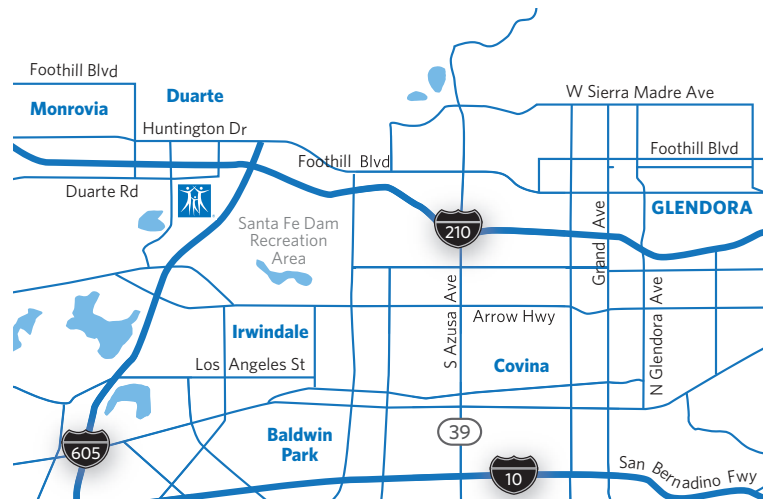 Foothill Blvd
Monrovia
Duarte
W Sierra Madre Ave
Huntington Dr
Foothill Blvd
Foothill Blvd
Duarte Rd
GLENDORA
Santa Fe Dam
Recreation
Area
210
Grand Ave
S Azusa Ave
N Glendora Ave
Arrow Hwy
Irwindale
Los Angeles St
Covina
39
Baldwin
Park
605
10
San Bernadino Fwy